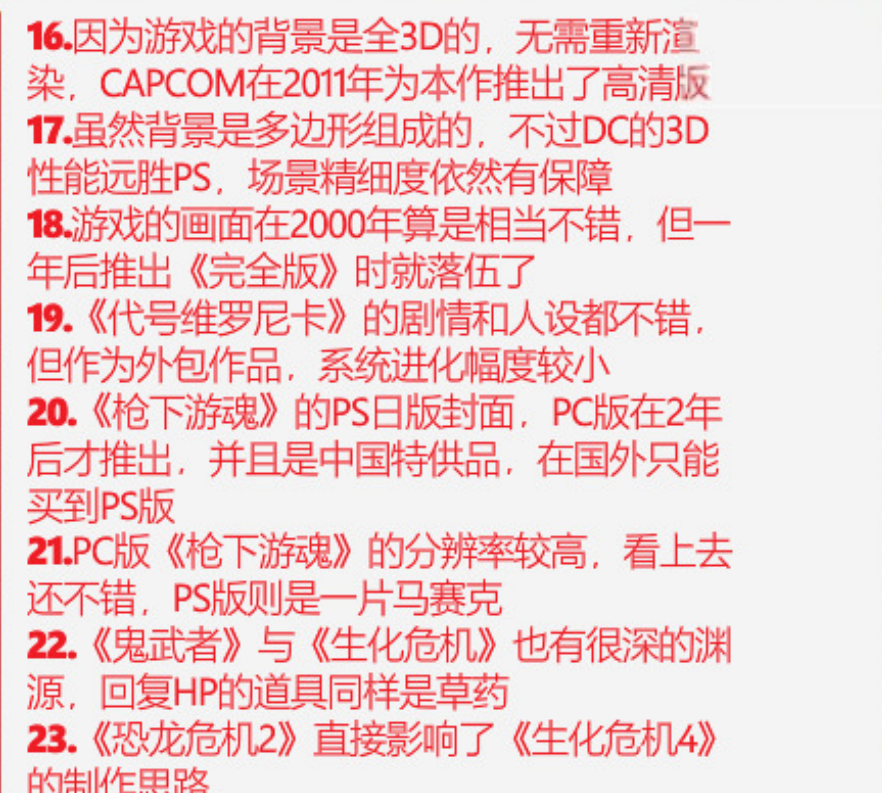 16.因为游戏的背景是全3D的，无需重新渲
染，CAPCOM在2011年为本作推出了高清版
17.虽然背景是多边形组成的，不过DC的3D
性能远胜PS，场景精细度依然有保障
18.游戏的画面在2000年算是相当不错，但一
年后推出《完全版》时就落伍了
19.《代号维罗尼卡》的剧情和人设都不错，
但作为外包作品，系统进化幅度较小
20.《枪下游魂》的PS日版封面，PC版在2年
后才推出，并且是中国特供品，在国外只能
买到PS版
21.PC版《枪下游魂》的分辨率较高，看上去
还不错，PS版则是一片马赛克
22.《鬼武者》与《生化危机》也有很深的渊
源，回复HP的道具同样是草药
23.《恐龙危机2》直接影响了《生化危机4》
的制作思路